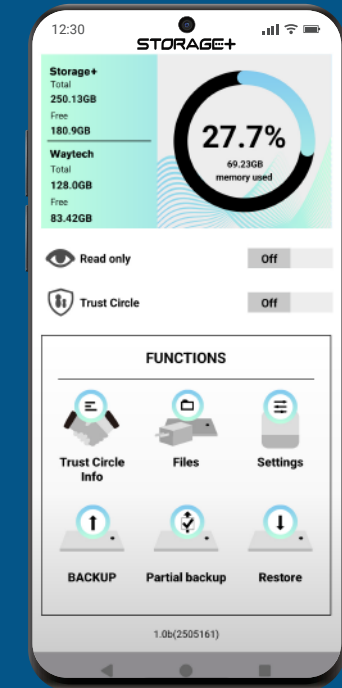 12:30
STORAGE+
Storage+
Total
250.13GB
Free
180.9GB
Waytech
Total
128.0GB
Free
83.42GB
27.7%
69.23GB
memory used
Read only
Off
Trust Circle
Off
FUNCTIONS
Trust Circle
Info
Files
Settings
BACKUP
Partial backup
Restore
1.0b(2505161)